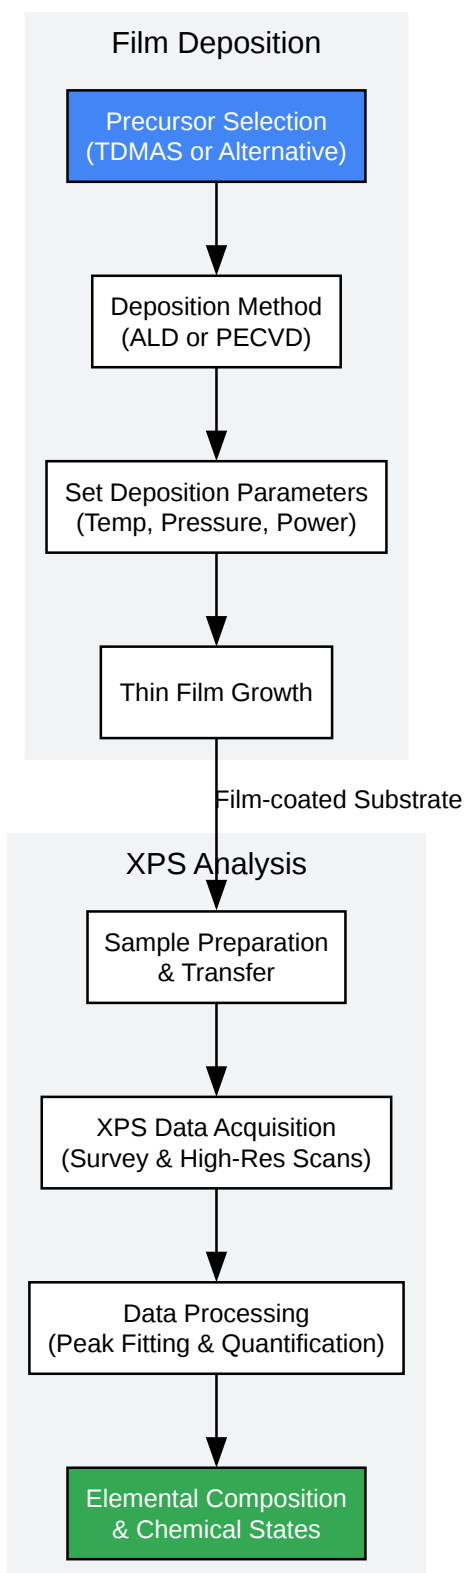 Film Deposition
Precursor Selection
(TDMAS or Alternative)
Deposition Method
(ALD or PECVD)
Set Deposition Parameters
(Temp, Pressure, Power)
Thin Film Growth
Film-coated Substrate
XPS Analysis
Sample Preparation
& Transfer
XPS Data Acquisition
(Survey & High-Res Scans)
Data Processing
(Peak Fitting & Quantification)
Elemental Composition
& Chemical States